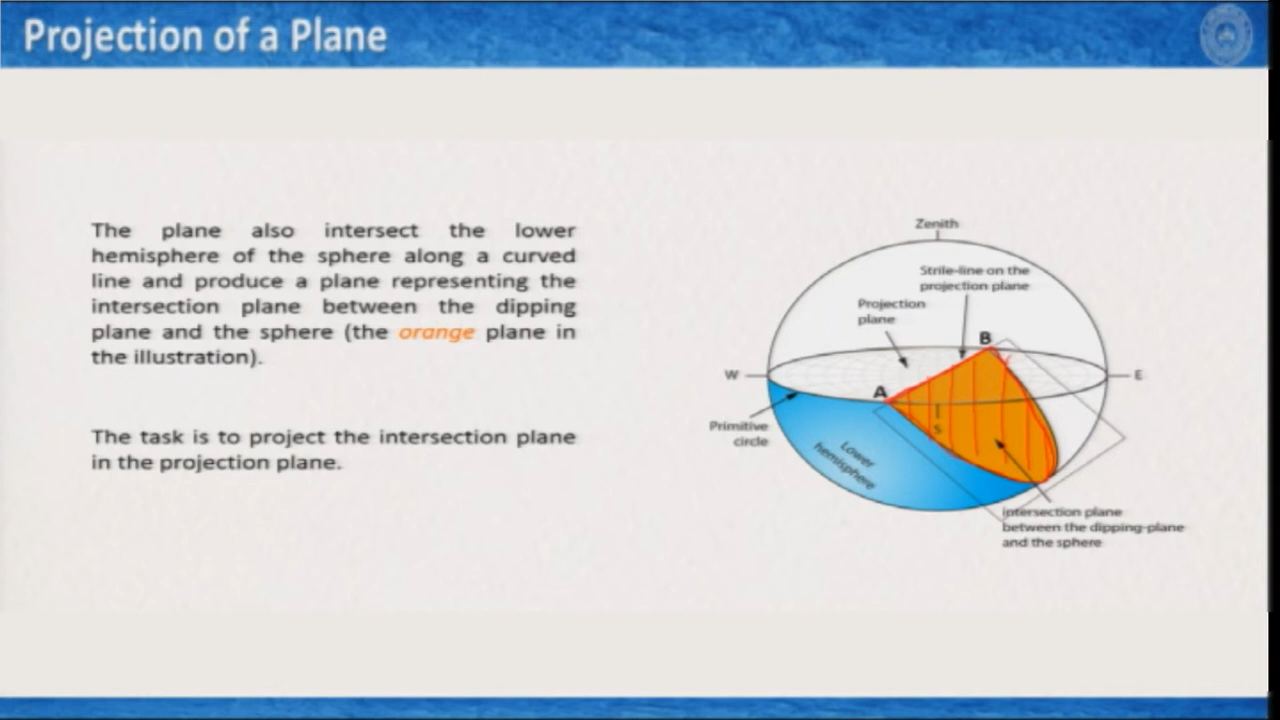 Projection of a Plane
The plane also intersect the lower
hemisphere of the sphere along a curved
line and produce a plane representing the
intersection plane between the dipping
plane and the sphere (the orange plane in
the illustration).
The task is to project the intersection plane
in the projection plane.
Zenith
Strile-line on the
projection plane
Projection
plane
B
W
E
A
S
Primitive
circle
Lower
hemisphere
intersection plane
between the dipping-plane
and the sphere